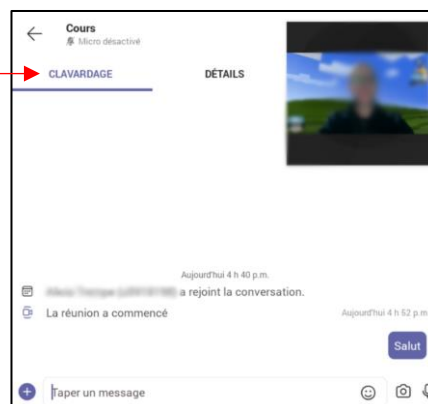 Cours
Micro désactivé
CLAVARDAGE
DÉTAILS
Aujourd'hui 4 h 40 p.m.
a rejoint la conversation.
La réunion a commencé
Aujourd'hui 4 h 52 p.m
Salut
Taper un message